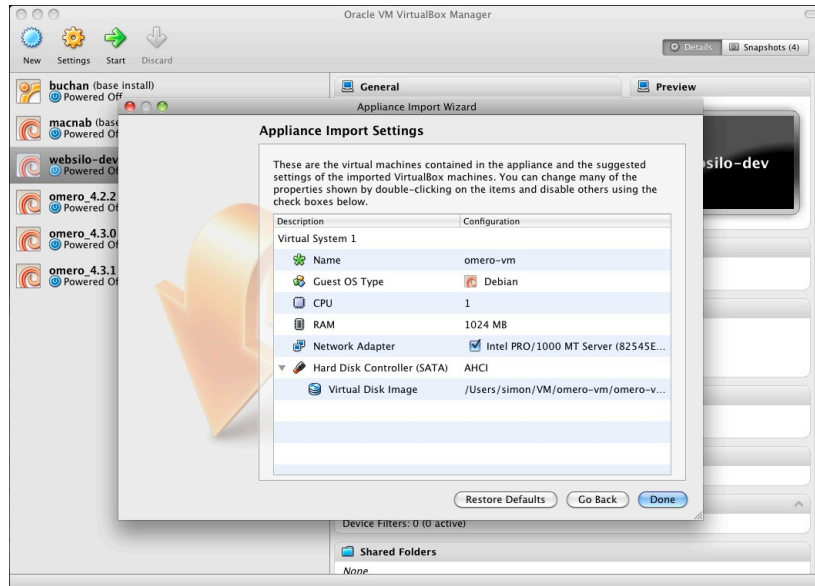 Oracle VM VirtualBox Manager
New Settings Start Discard
Details Snapshots (4)
buchan (base install)
Powered Off
macnab (base
Powered Of
websilo-dev
Powered Of
omero_4.2.2
Powered Of
omero_4.3.0
Powered Of
omero_4.3.1
Powered Of
General
Preview
silo-dev
Appliance Import Wizard
Appliance Import Settings
These are the virtual machines contained in the appliance and the suggested
settings of the imported VirtualBox machines. You can change many of the
properties shown by double-clicking on the items and disable others using the
check boxes below.
Description Configuration
Virtual System 1
Name omero-vm
Guest OS Type Debian
CPU 1
RAM 1024 MB
Network Adapter Intel PRO/1000 MT Server (82545E...
Hard Disk Controller (SATA) AHCI
Virtual Disk Image /Users/simon/VM/omero-vm/omero-v...
Restore Defaults Go Back Done
Device Filters: 0 (0 active)
Shared Folders
None